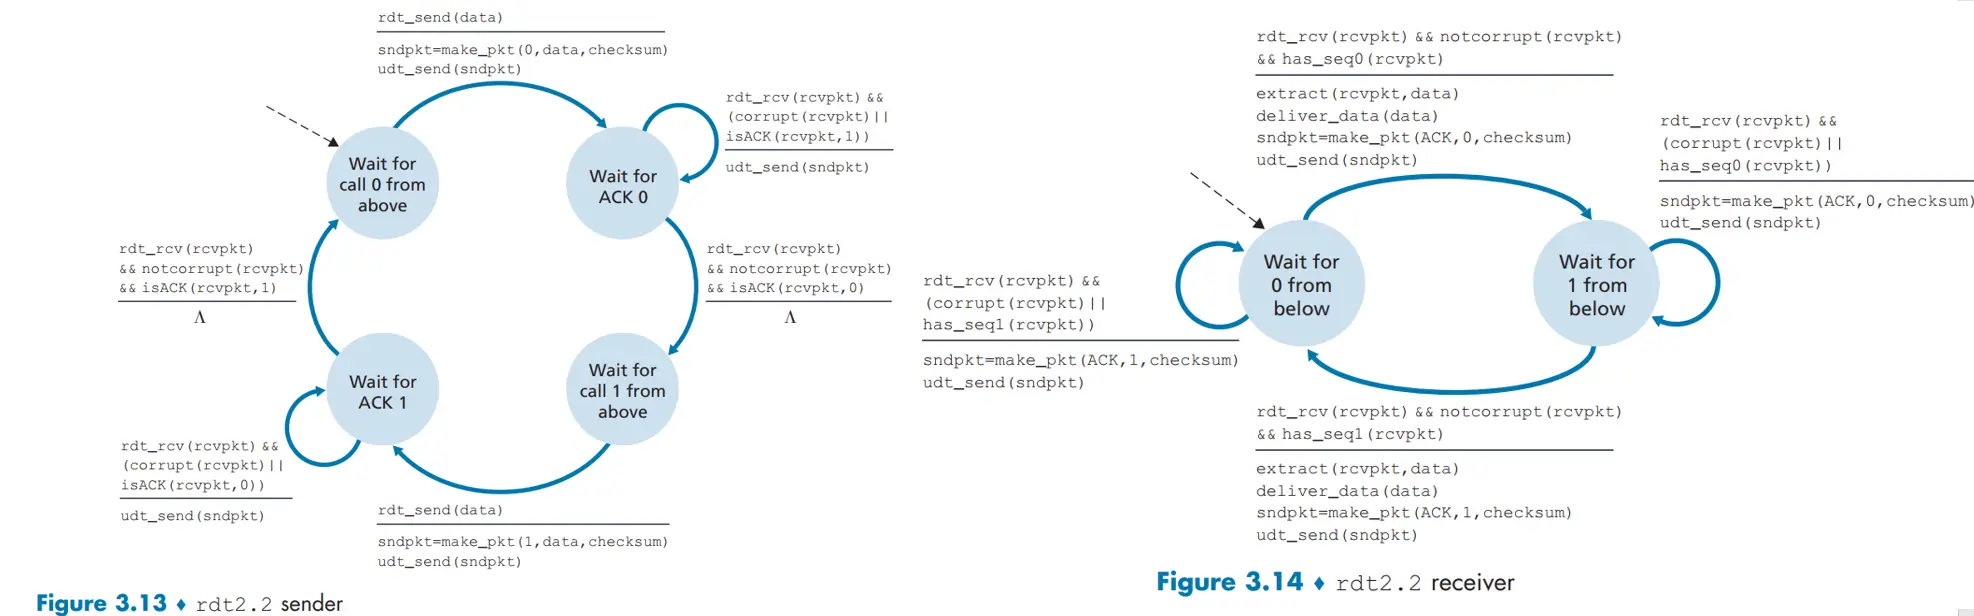 rdt_send(data)
sndpkt=make_pkt(0,data,checksum)
udt_send(sndpkt)
rdt_rcv(rcvpkt) &&
(corrupt(rcvpkt)||
isACK(rcvpkt,1))
udt_send(sndpkt)
Wait for
call 0 from
above
Wait for
ACK 0
rdt_rcv(rcvpkt)
&& notcorrupt(rcvpkt)
&& isACK(rcvpkt,1)
Λ
rdt_rcv(rcvpkt)
&& notcorrupt(rcvpkt)
&& isACK(rcvpkt,0)
Λ
Wait for
ACK 1
Wait for
call 1 from
above
rdt_rcv(rcvpkt) &&
(corrupt(rcvpkt)||
isACK(rcvpkt,0))
udt_send(sndpkt)
rdt_send(data)
sndpkt=make_pkt(1,data,checksum)
udt_send(sndpkt)
Figure 3.13 ♦ rdt2.2 sender
rdt_rcv(rcvpkt) && notcorrupt(rcvpkt)
&& has_seq0(rcvpkt)
extract(rcvpkt,data)
deliver_data(data)
sndpkt=make_pkt(ACK,0,checksum)
udt_send(sndpkt)
rdt_rcv(rcvpkt) &&
(corrupt(rcvpkt)||
has_seq0(rcvpkt))
sndpkt=make_pkt(ACK,0,checksum)
udt_send(sndpkt)
Wait for
0 from
below
Wait for
1 from
below
rdt_rcv(rcvpkt) &&
(corrupt(rcvpkt)||
has_seq1(rcvpkt))
sndpkt=make_pkt(ACK,1,checksum)
udt_send(sndpkt)
rdt_rcv(rcvpkt) && notcorrupt(rcvpkt)
&& has_seq1(rcvpkt)
extract(rcvpkt,data)
deliver_data(data)
sndpkt=make_pkt(ACK,1,checksum)
udt_send(sndpkt)
Figure 3.14 ♦ rdt2.2 receiver